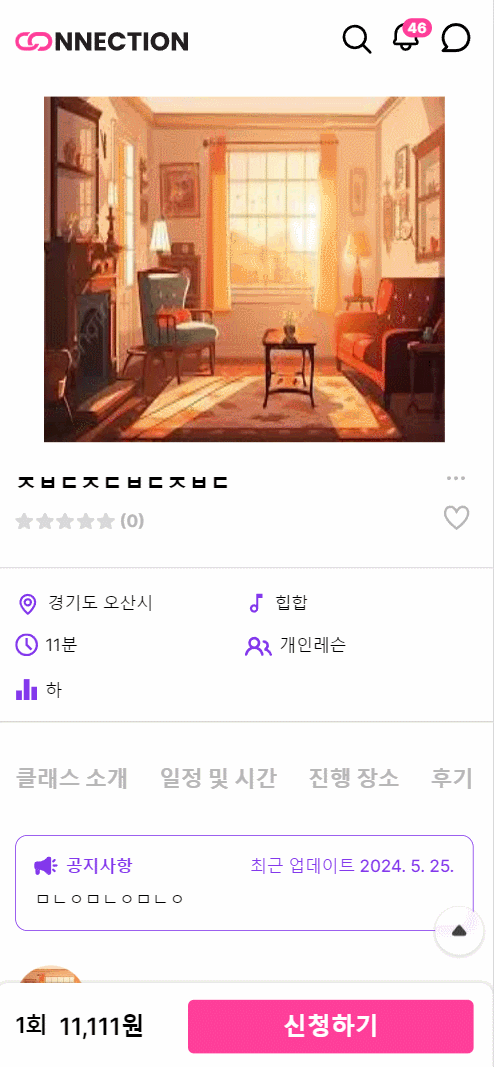 CONNECTION
46
ㅈㅂㄷㅈㄷㅂㄷㅈㅂㄷ
(0)
경기도 오산시 힙합
11분 개인레슨
하
클래스 소개 일정 및 시간 진행 장소 후기
공지사항 최근 업데이트 2024. 5. 25.
ㅁㄴㅇㅁㄴㅇㅁㄴㅇ
1회 11,111원 신청하기